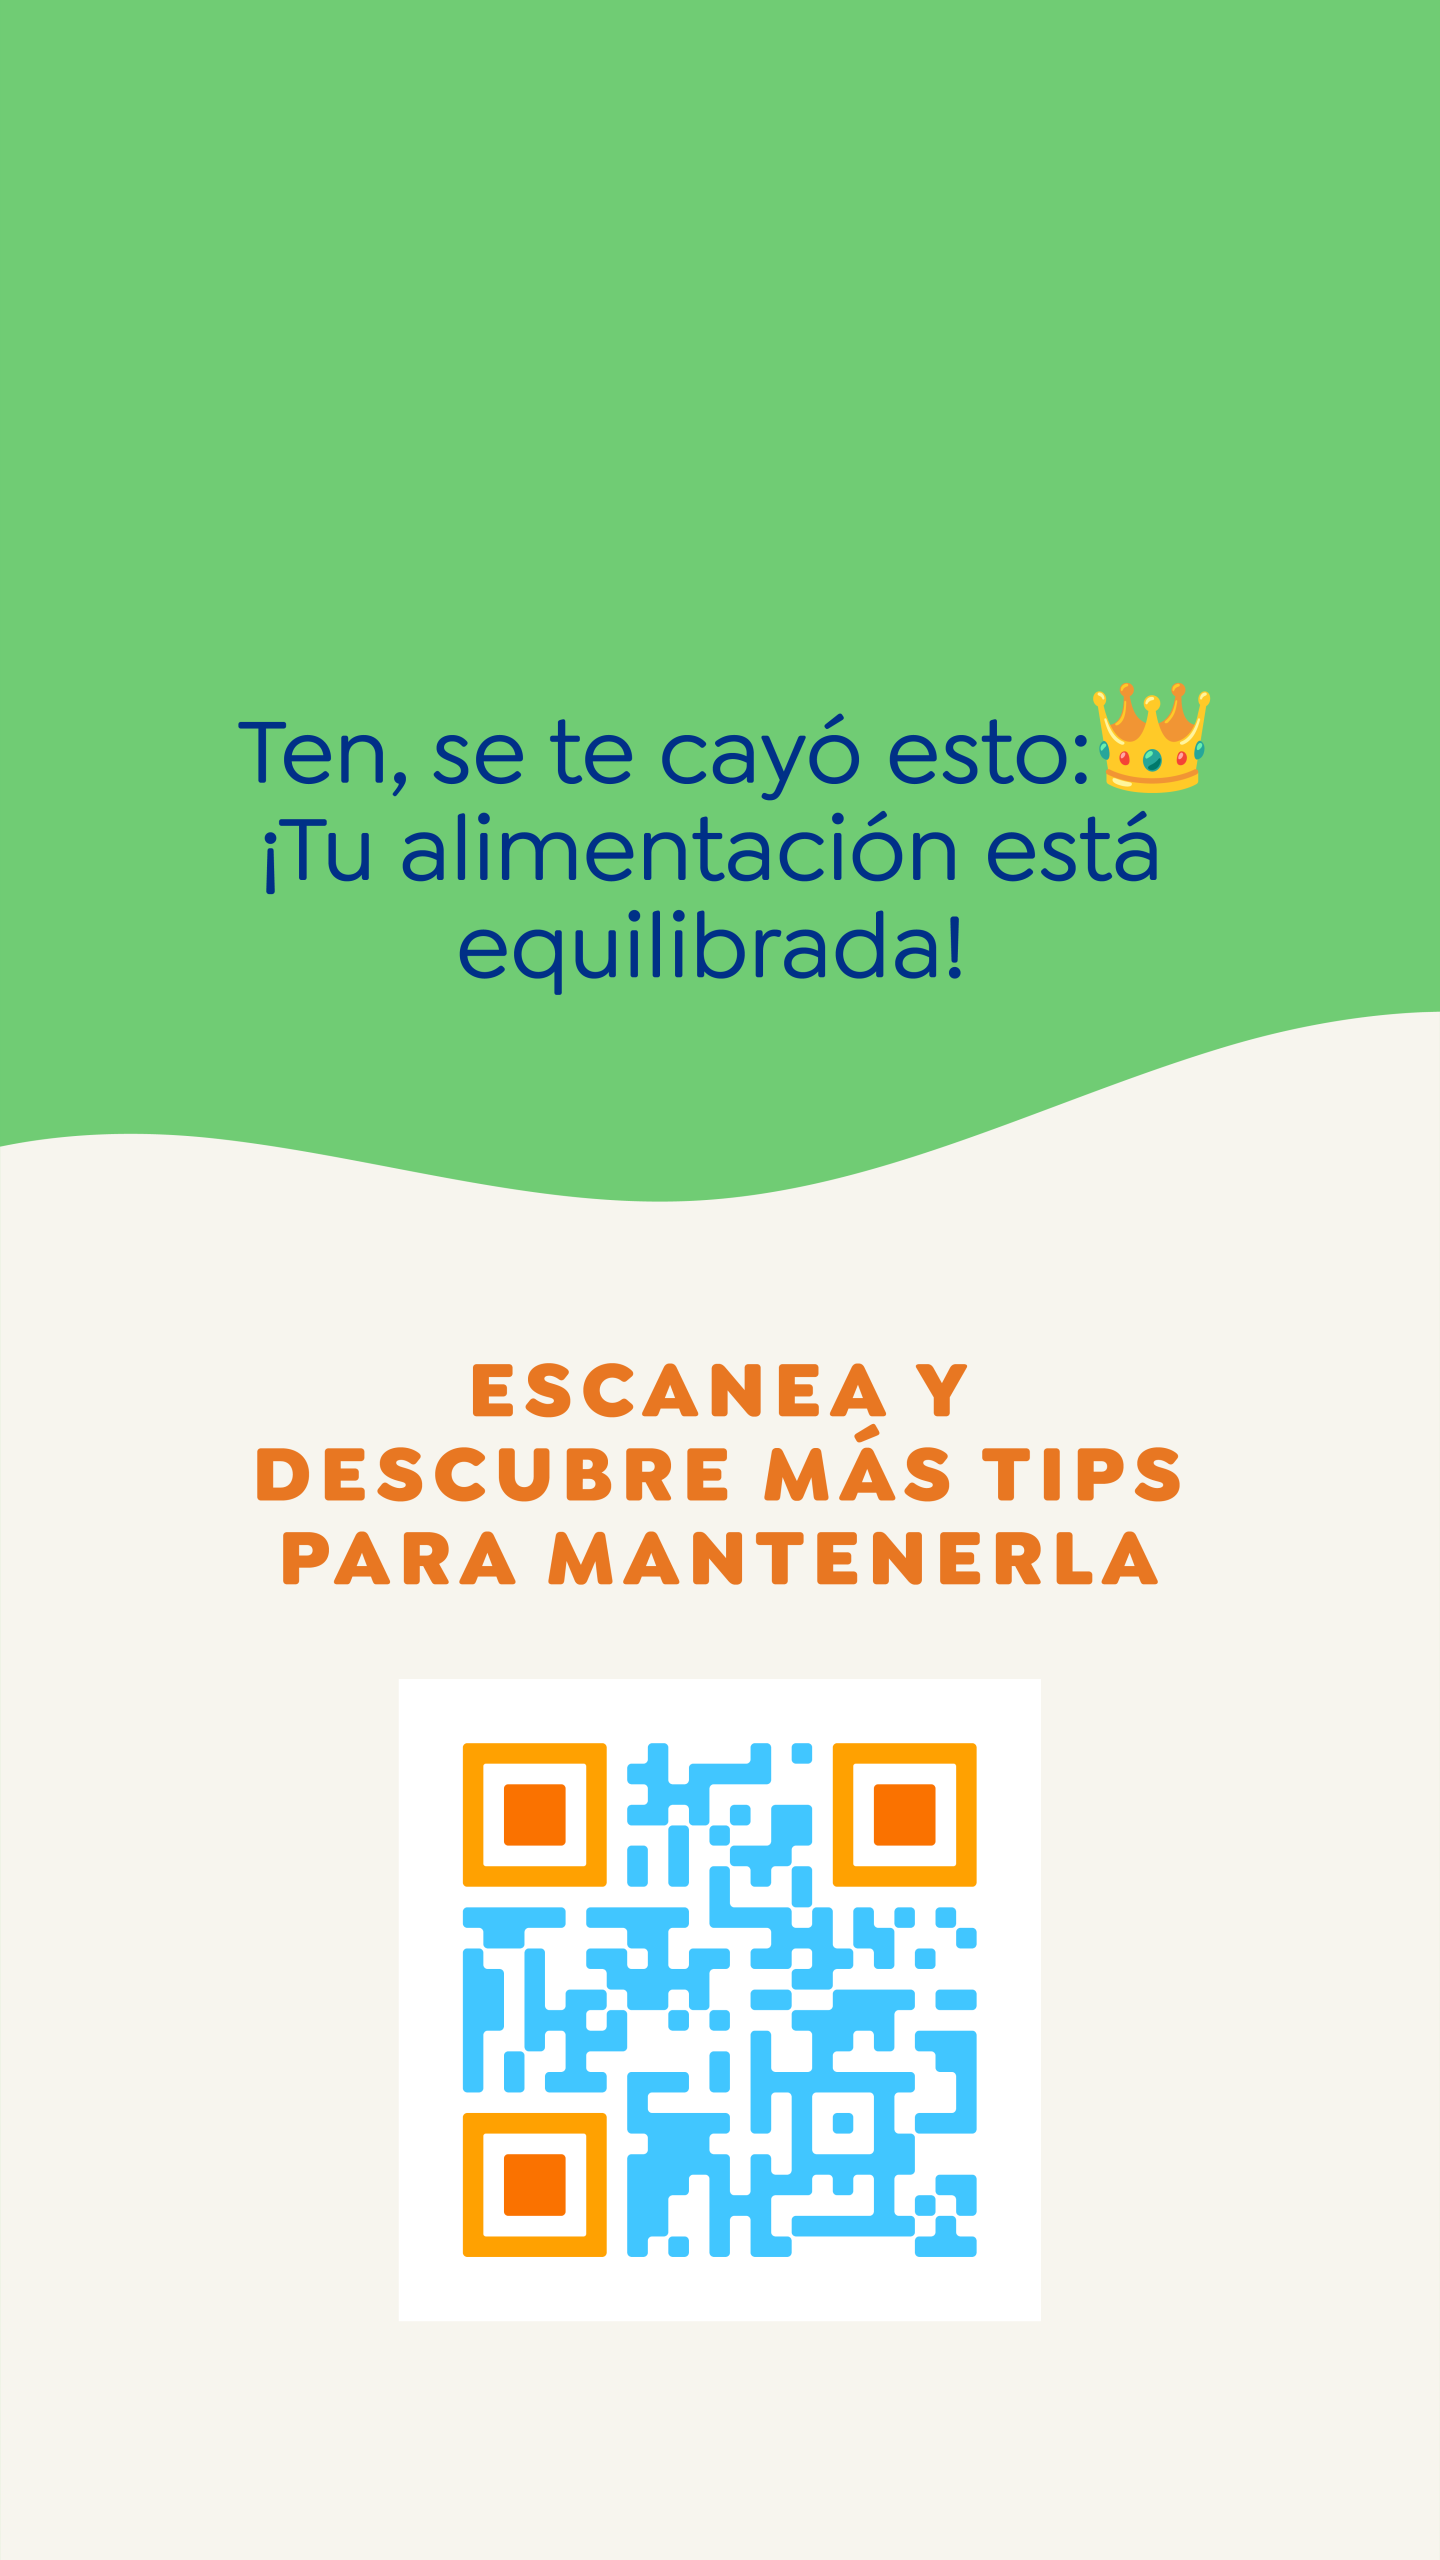 Ten, se te cayó esto:👑
¡Tu alimentación está
equilibrada!
ESCANEA Y
DESCUBRE MÁS TIPS
PARA MANTENERLA